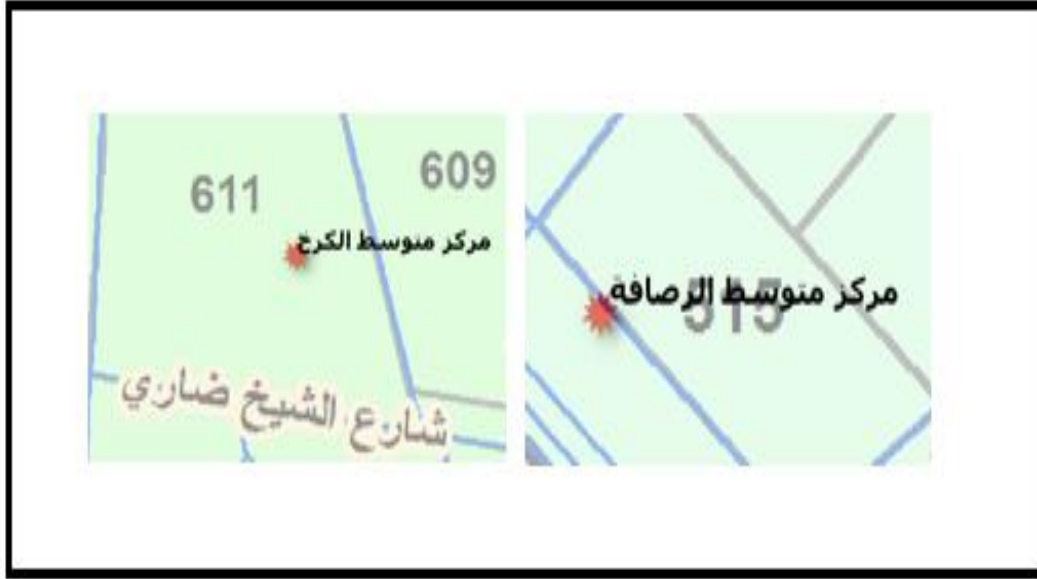 609
611
مركز متوسط الكرخ
شارع الشيخ ضاري
مركز متوسط الرصافة
515